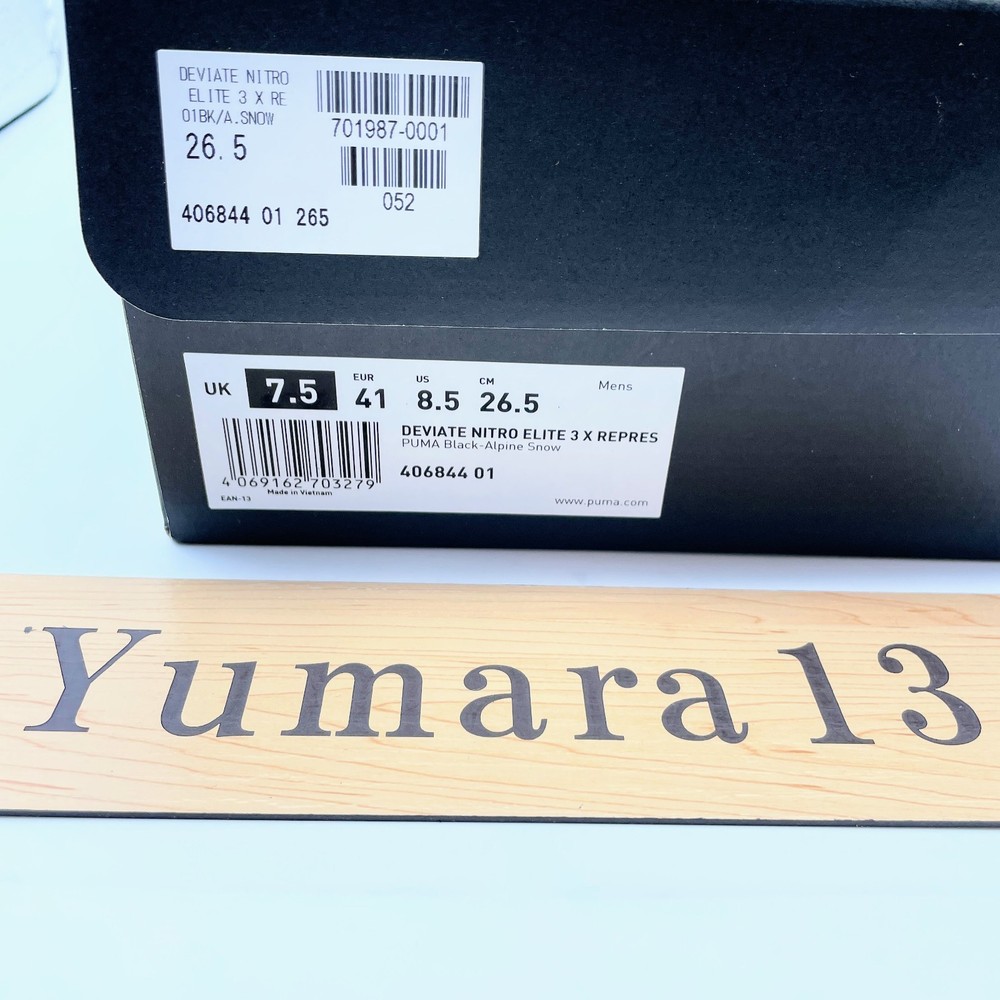 DEVIATE NITRO
ELITE 3 X RE
01BK/A.SNOW
26.5
701987-0001
052
406844 01 265
UK 7.5 EUR 41 US 8.5 CM 26.5 Mens
DEVIATE NITRO ELITE 3 X REPRES
PUMA Black-Alpine Snow
406844 01
4 069162 703279
Made in Vietnam
EAN-13
www.puma.com
Yumara13